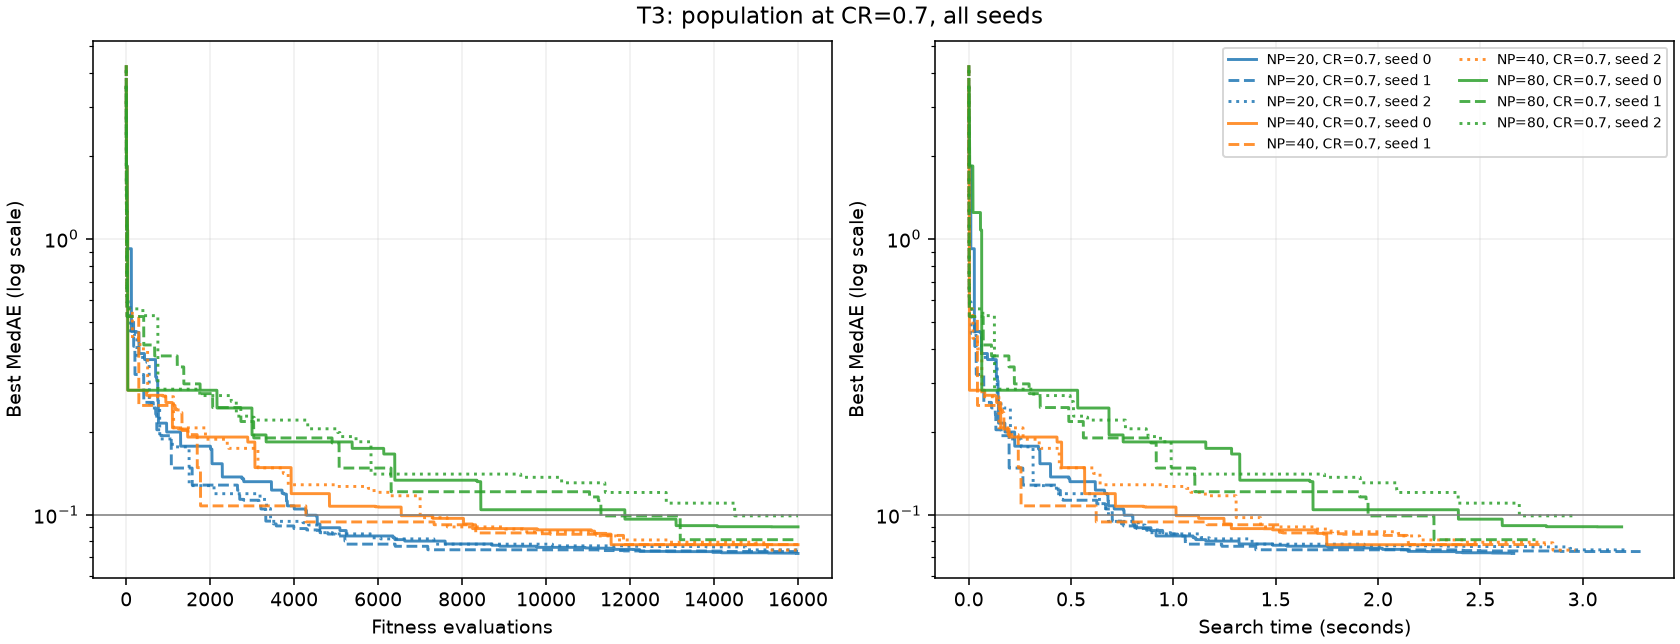 T3: population at CR=0.7, all seeds
Best MedAE (log scale)
10⁰
10⁻¹
0 2000 4000 6000 8000 10000 12000 14000 16000
Fitness evaluations
Best MedAE (log scale)
10⁰
10⁻¹
0.0 0.5 1.0 1.5 2.0 2.5 3.0
Search time (seconds)
NP=20, CR=0.7, seed 0
NP=20, CR=0.7, seed 1
NP=20, CR=0.7, seed 2
NP=40, CR=0.7, seed 0
NP=40, CR=0.7, seed 1
NP=40, CR=0.7, seed 2
NP=80, CR=0.7, seed 0
NP=80, CR=0.7, seed 1
NP=80, CR=0.7, seed 2